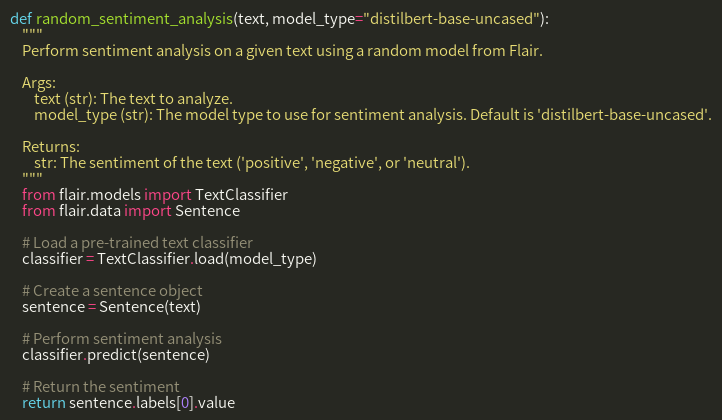 def random_sentiment_analysis(text, model_type="distilbert-base-uncased"):
    """
    Perform sentiment analysis on a given text using a random model from Flair.

    Args:
        text (str): The text to analyze.
        model_type (str): The model type to use for sentiment analysis. Default is 'distilbert-base-uncased'.

    Returns:
        str: The sentiment of the text ('positive', 'negative', or 'neutral').
    """
    from flair.models import TextClassifier
    from flair.data import Sentence

    # Load a pre-trained text classifier
    classifier = TextClassifier.load(model_type)

    # Create a sentence object
    sentence = Sentence(text)

    # Perform sentiment analysis
    classifier.predict(sentence)

    # Return the sentiment
    return sentence.labels[0].value